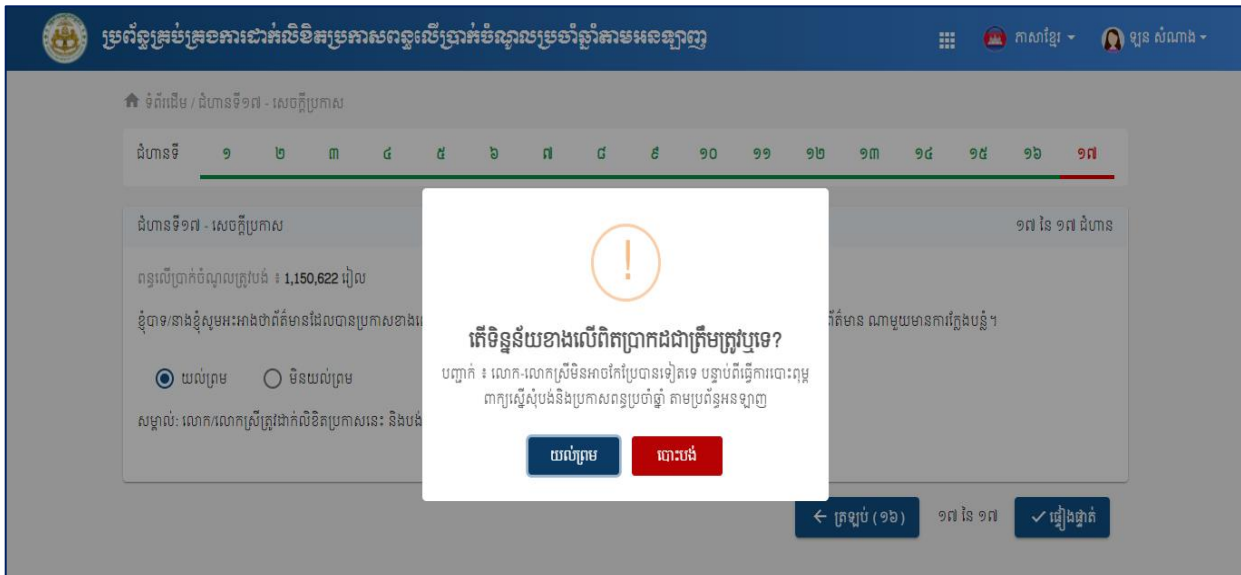 ប្រព័ន្ធគ្រប់គ្រងការដាក់លិខិតប្រកាសពន្ធលើប្រាក់ចំណូលប្រចាំឆ្នាំតាមអនឡាញ
ភាសាខ្មែរ
ឡុន សំណាង
ទំព័រដើម / ជំហានទី១៧ - សេចក្តីប្រកាស
ជំហានទី ១ ២ ៣ ៤ ៥ ៦ ៧ ៨ ៩ ១០ ១១ ១២ ១៣ ១៤ ១៥ ១៦ ១៧
ជំហានទី១៧ - សេចក្តីប្រកាស
១៧ នៃ ១៧ ជំហាន
ពន្ធលើប្រាក់ចំណូលត្រូវបង់ ៖ 1,150,622 រៀល
ខ្ញុំបាទ/នាងខ្ញុំសូមអះអាងថាព័ត៌មានដែលបានប្រកាសខាង
ណាមួយមានការក្លែងបន្លំ។
យល់ព្រម
មិនយល់ព្រម
សម្គាល់: លោក/លោកស្រីត្រូវដាក់លិខិតប្រកាសនេះ និងបង់
!
តើទិន្នន័យខាងលើពិតប្រាកដជាត្រឹមត្រូវឬទេ?
បញ្ជាក់ ៖ លោក-លោកស្រីមិនអាចកែប្រែបានទៀតទេ បន្ទាប់ពីធ្វើការបោះពុម្ភ
ពាក្យស្នើសុំបង់និងប្រកាសពន្ធប្រចាំឆ្នាំ តាមប្រព័ន្ធអនឡាញ
យល់ព្រម
បោះបង់
ត្រឡប់ (១៦)
១៧ នៃ ១៧
ផ្ទៀងផ្ទាត់